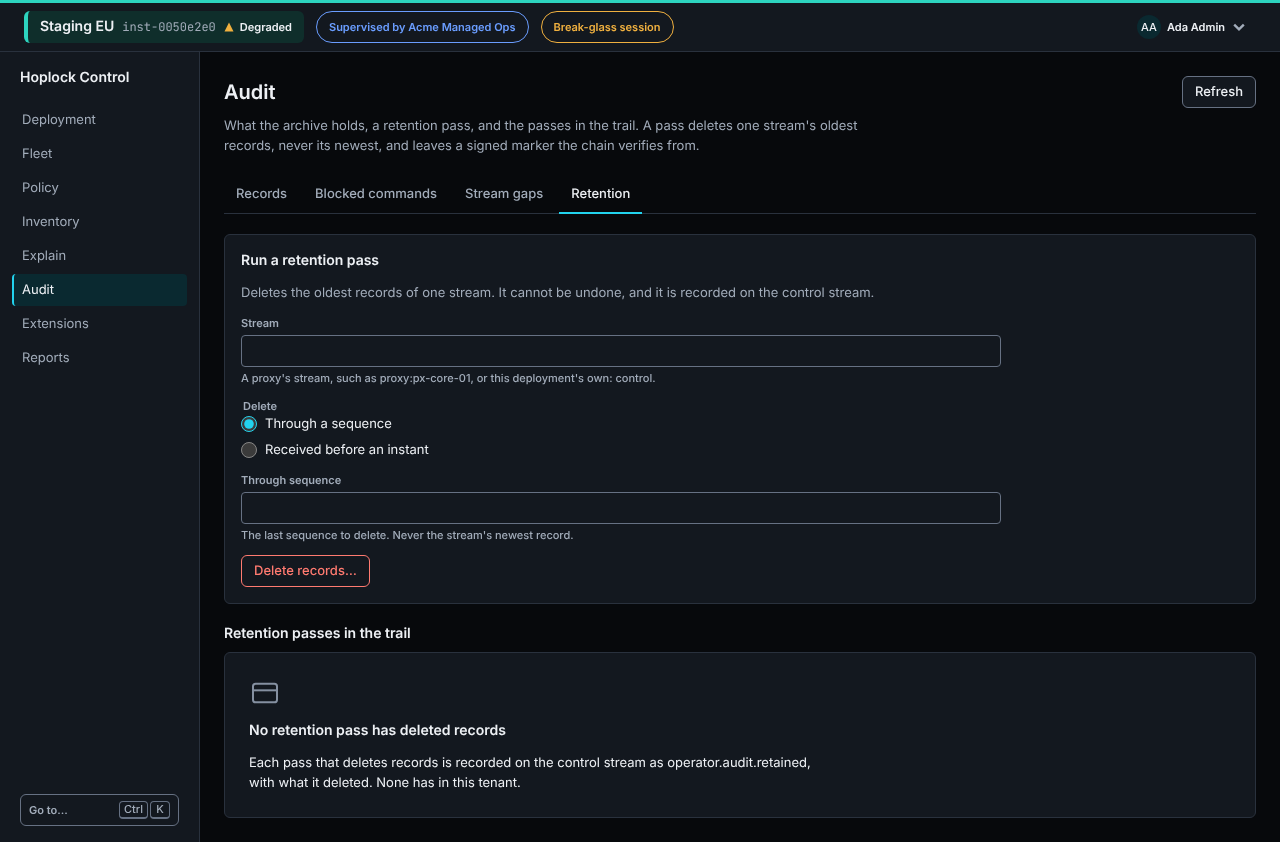 Staging EU inst-0050e2e0 Degraded
Supervised by Acme Managed Ops
Break-glass session
AA Ada Admin
Hoplock Control
Deployment
Fleet
Policy
Inventory
Explain
Audit
Extensions
Reports
Go to... Ctrl K
Audit
Refresh
What the archive holds, a retention pass, and the passes in the trail. A pass deletes one stream's oldest
records, never its newest, and leaves a signed marker the chain verifies from.
Records Blocked commands Stream gaps Retention
Run a retention pass
Deletes the oldest records of one stream. It cannot be undone, and it is recorded on the control stream.
Stream
A proxy's stream, such as proxy:px-core-01, or this deployment's own: control.
Delete
Through a sequence
Received before an instant
Through sequence
The last sequence to delete. Never the stream's newest record.
Delete records...
Retention passes in the trail
No retention pass has deleted records
Each pass that deletes records is recorded on the control stream as operator.audit.retained,
with what it deleted. None has in this tenant.